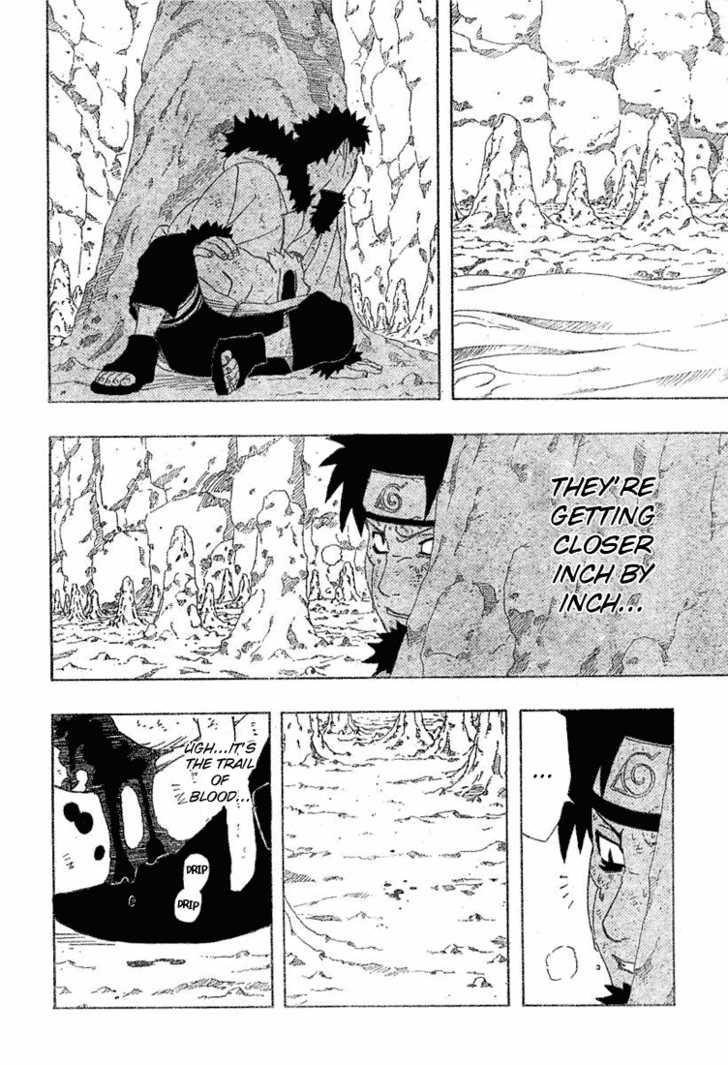 THEY'RE
GETTING
CLOSER
INCH BY
INCH...
...
UGH...IT'S
THE TRAIL
OF
BLOOD...
DRIP
DRIP